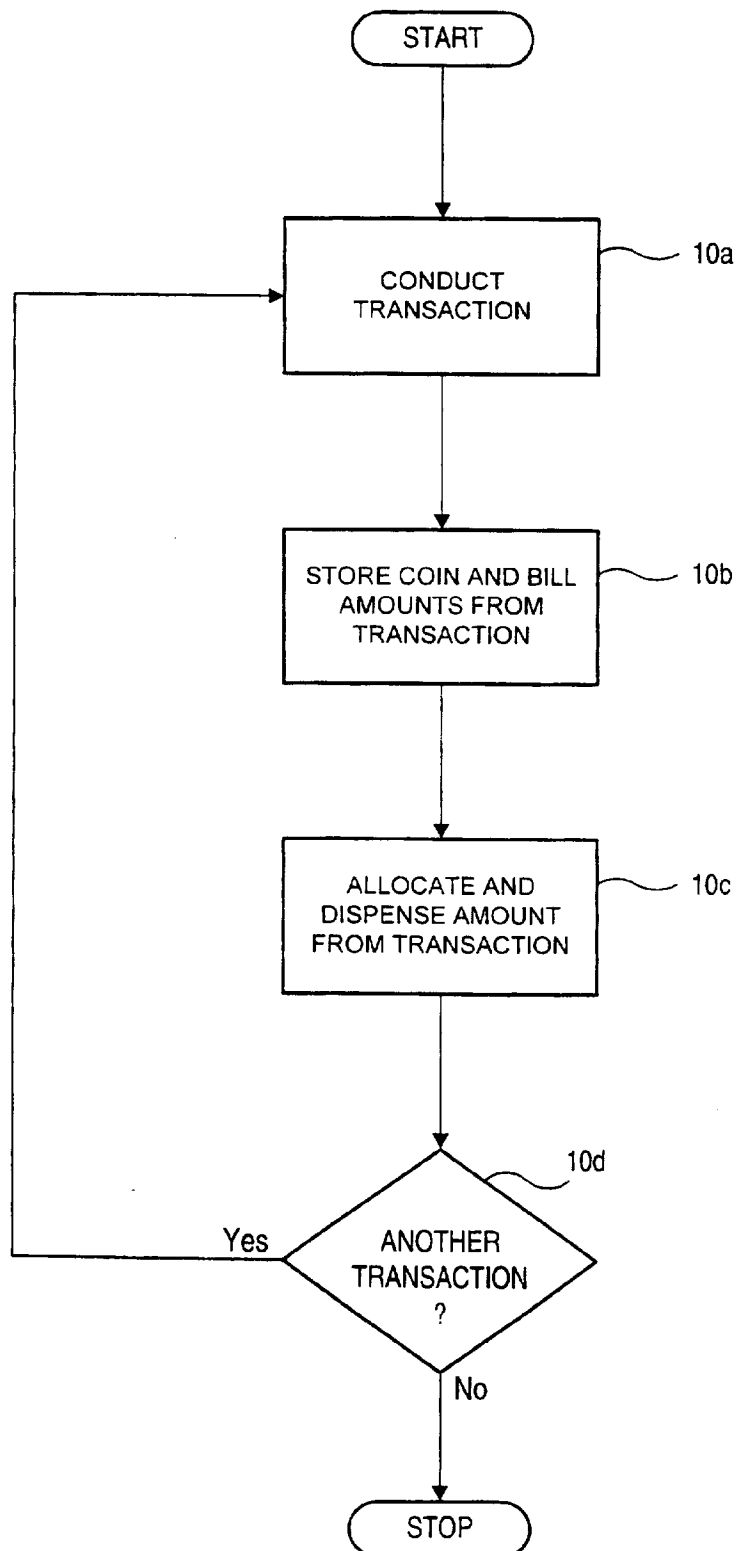 START
CONDUCT
TRANSACTION
10a
STORE COIN AND BILL
AMOUNTS FROM
TRANSACTION
10b
ALLOCATE AND
DISPENSE AMOUNT
FROM TRANSACTION
10c
10d
Yes
ANOTHER
TRANSACTION
?
No
STOP